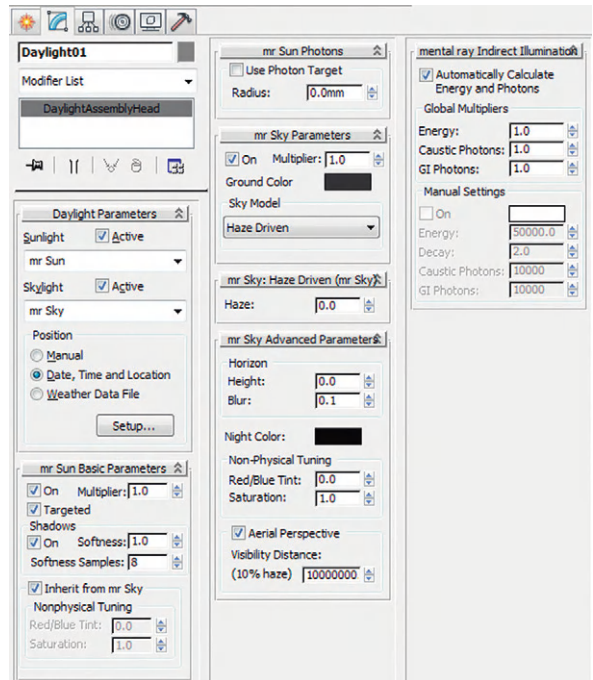 Daylight01
Modifier List
DaylightAssemblyHead
Daylight Parameters
Sunlight Active
mr Sun
Skylight Active
mr Sky
Position
Manual
Date, Time and Location
Weather Data File
Setup...
mr Sun Basic Parameters
On Multiplier: 1.0
Targeted
Shadows
On Softness: 1.0
Softness Samples: 8
Inherit from mr Sky
Nonphysical Tuning
Red/Blue Tint: 0.0
Saturation: 1.0
mr Sun Photons
Use Photon Target
Radius: 0.0mm
mr Sky Parameters
On Multiplier: 1.0
Ground Color
Sky Model
Haze Driven
mr Sky: Haze Driven (mr Sky)
Haze: 0.0
mr Sky Advanced Parameters
Horizon
Height: 0.0
Blur: 0.1
Night Color:
Non-Physical Tuning
Red/Blue Tint: 0.0
Saturation: 1.0
Aerial Perspective
Visibility Distance:
(10% haze) 10000000
mental ray Indirect Illumination
Automatically Calculate
Energy and Photons
Global Multipliers
Energy: 1.0
Caustic Photons: 1.0
GI Photons: 1.0
Manual Settings
On
Energy: 50000.0
Decay: 2.0
Caustic Photons: 10000
GI Photons: 10000